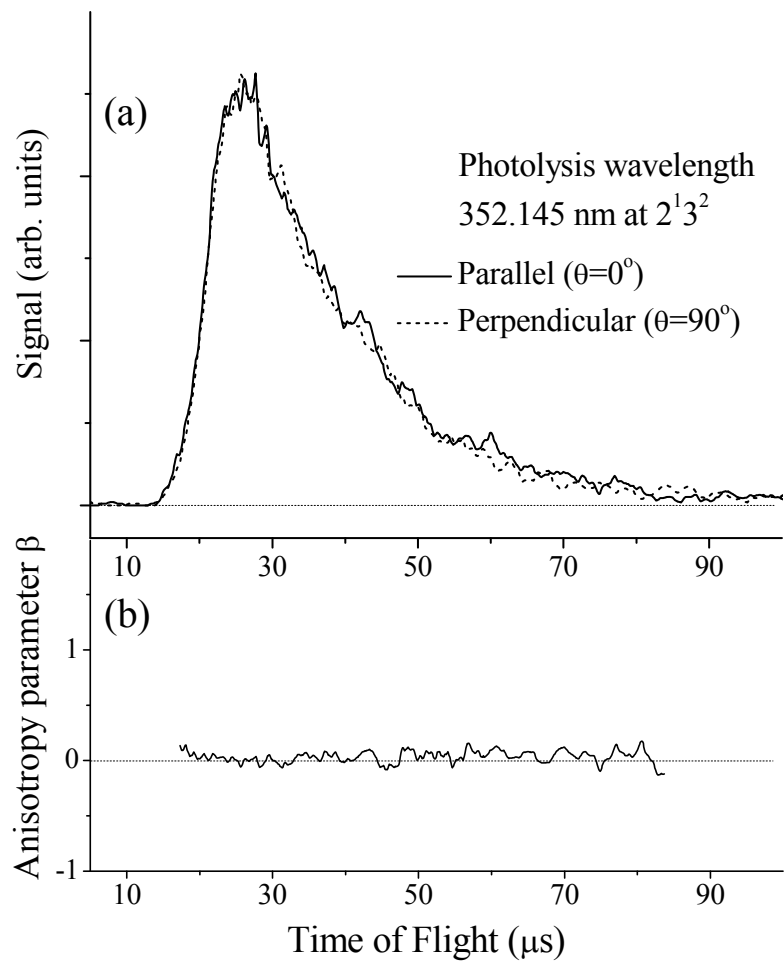 (a)
Signal (arb. units)
Photolysis wavelength
352.145 nm at 2¹3²
Parallel (θ=0°)
Perpendicular (θ=90°)
10 30 50 70 90
(b)
Anisotropy parameter β
1
0
-1
10 30 50 70 90
Time of Flight (μs)